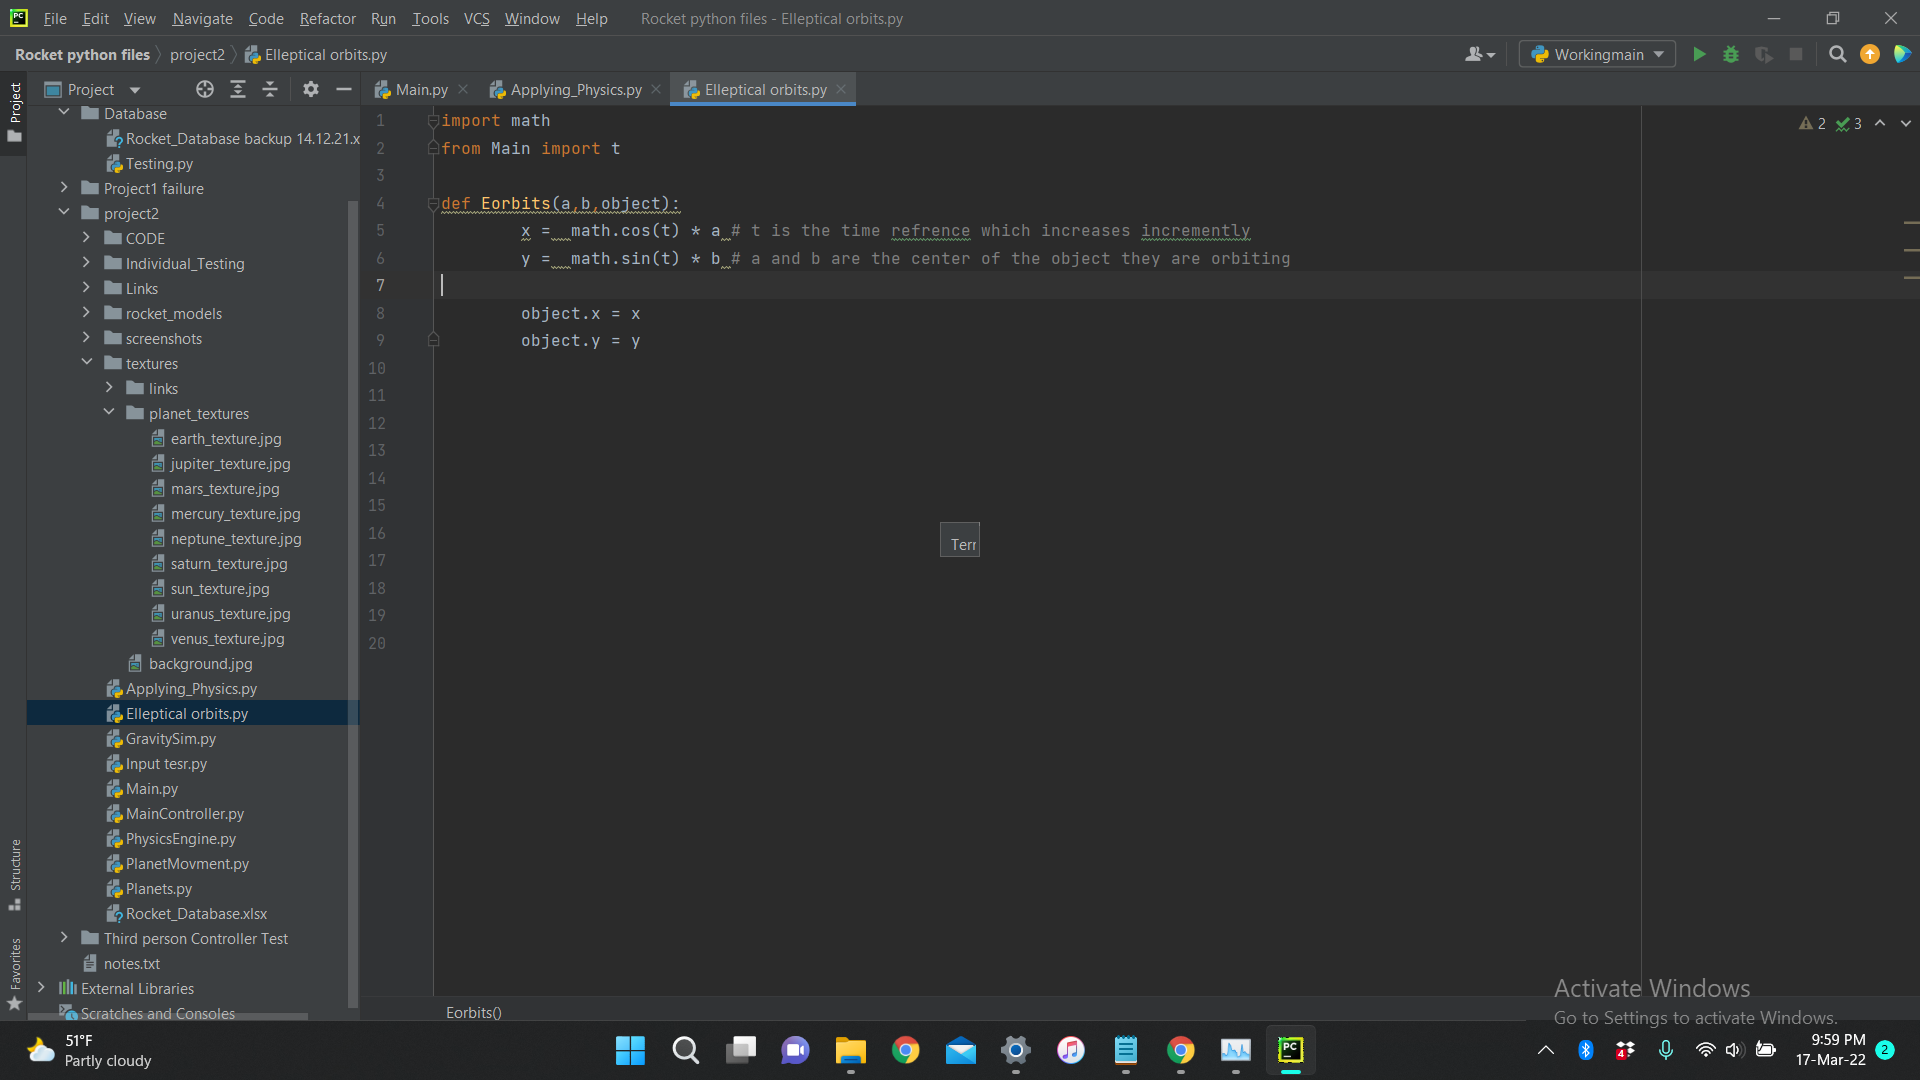 File Edit View Navigate Code Refactor Run Tools VCS Window Help Rocket python files - Elleptical orbits.py
Rocket python files project2 Elleptical orbits.py
Workingmain
Project
Project
Main.py Applying_Physics.py Elleptical orbits.py
Database
Rocket_Database backup 14.12.21.x
Testing.py
Project1 failure
project2
CODE
Individual_Testing
Links
rocket_models
screenshots
textures
links
planet_textures
earth_texture.jpg
jupiter_texture.jpg
mars_texture.jpg
mercury_texture.jpg
neptune_texture.jpg
saturn_texture.jpg
sun_texture.jpg
uranus_texture.jpg
venus_texture.jpg
background.jpg
Applying_Physics.py
Elleptical orbits.py
GravitySim.py
Input tesr.py
Main.py
MainController.py
PhysicsEngine.py
PlanetMovment.py
Planets.py
Rocket_Database.xlsx
Third person Controller Test
notes.txt
External Libraries
Scratches and Consoles
Structure
Favorites
1 import math
2 from Main import t
3
4 def Eorbits(a,b,object):
5 x = math.cos(t) * a # t is the time refrence which increases incremently
6 y = math.sin(t) * b # a and b are the center of the object they are orbiting
7
8 object.x = x
9 object.y = y
10
11
12
13
14
15
16
17
18
19
20
2 3
Terr
Eorbits()
Activate Windows
Go to Settings to activate Windows.
51°F
Partly cloudy
PC
4
9:59 PM
17-Mar-22
2